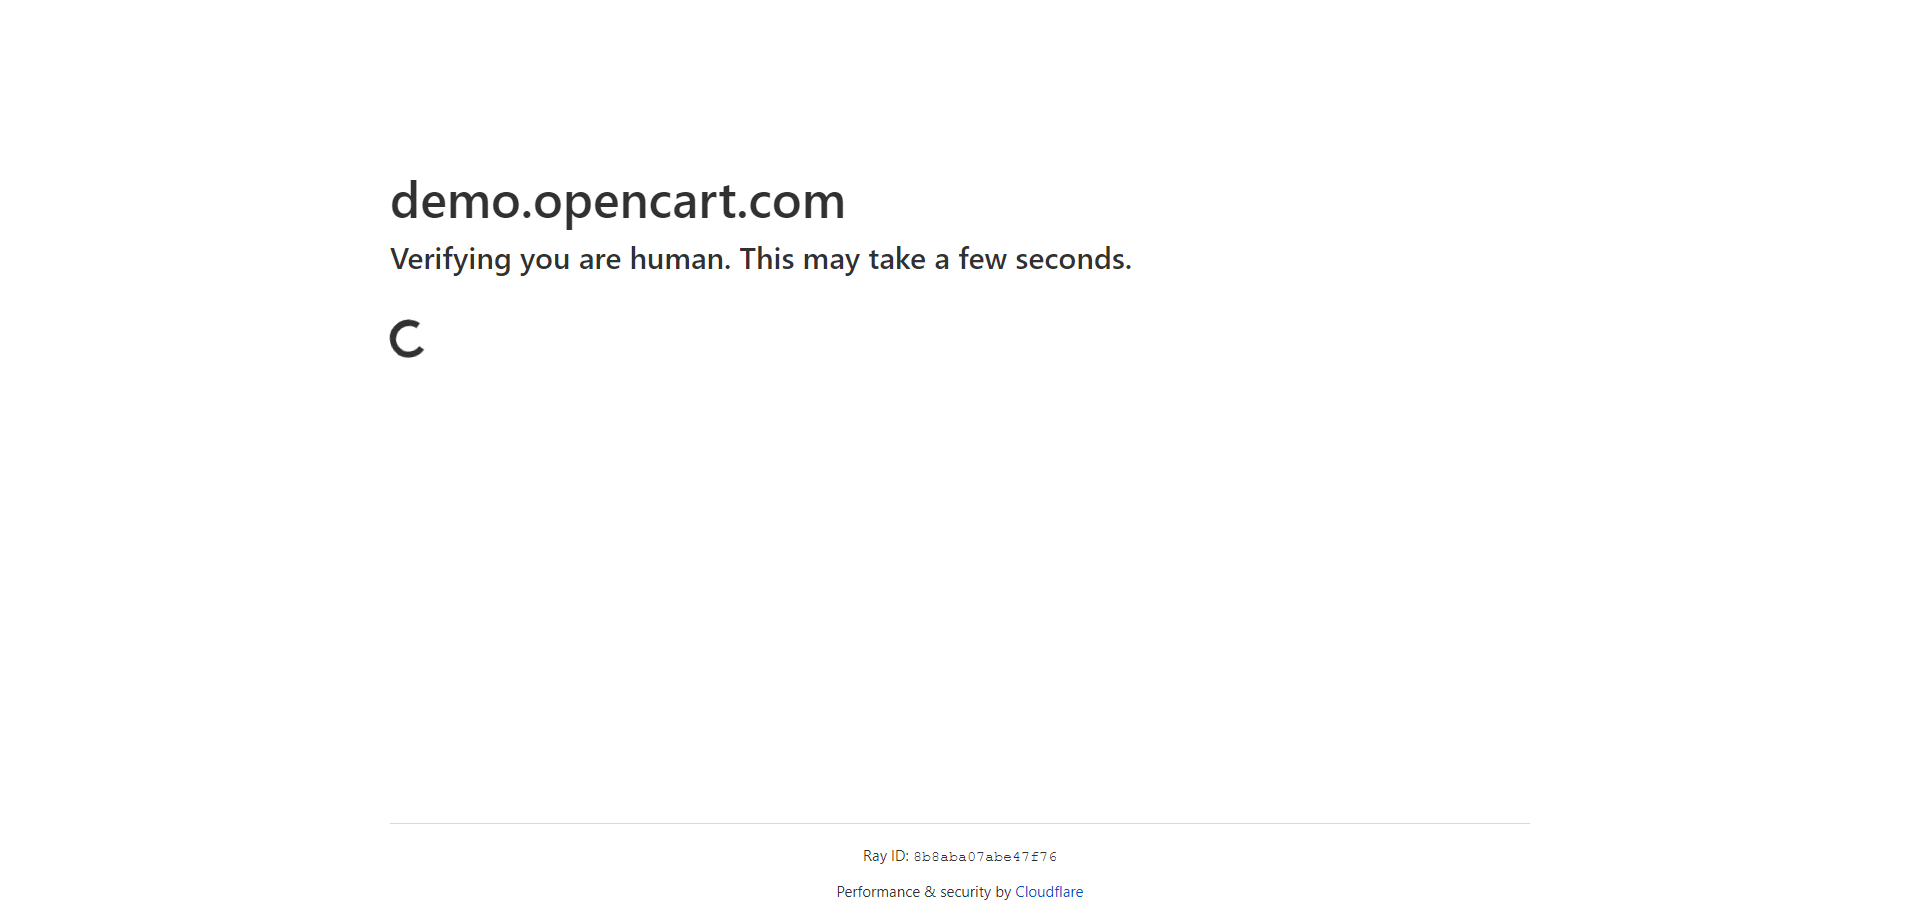 demo.opencart.com
Verifying you are human. This may take a few seconds.
Ray ID: 8b8aba07abe47f76
Performance & security by Cloudflare